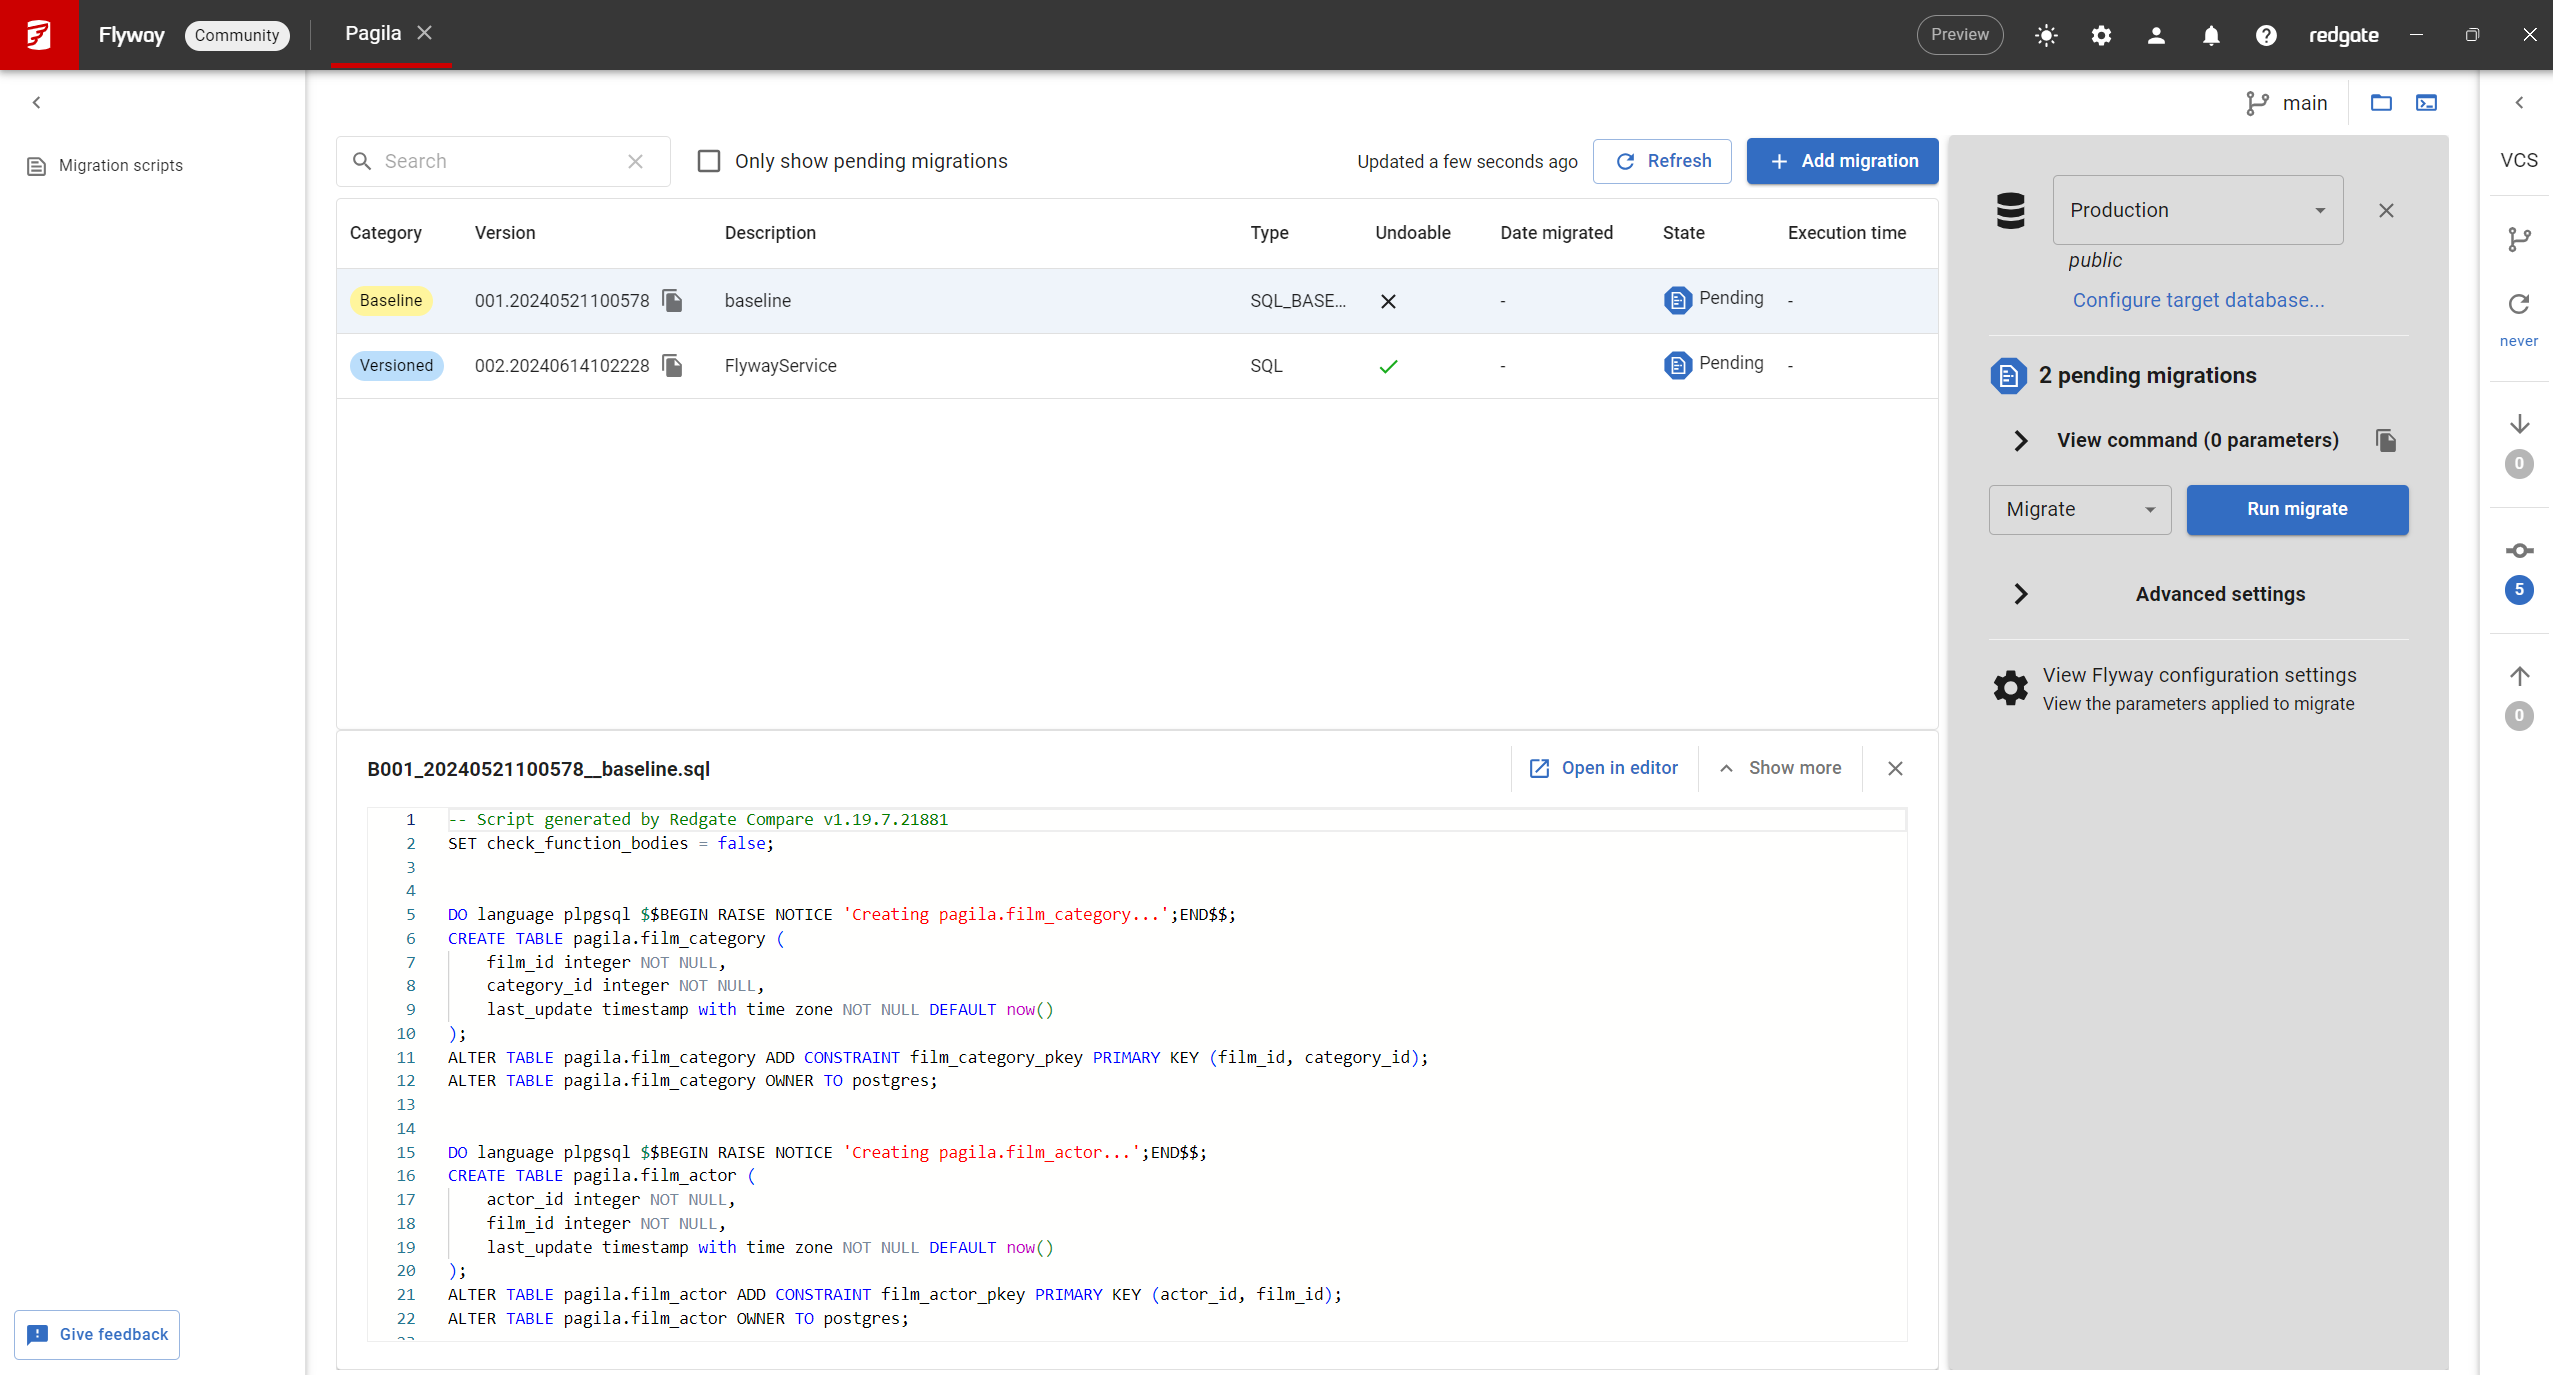 Flyway Community Pagila Preview redgate
main
VCS
Migration scripts
Search Only show pending migrations Updated a few seconds ago Refresh Add migration
Category Version Description Type Undoable Date migrated State Execution time
Baseline 001.20240521100578 baseline SQL_BASE... - Pending -
Versioned 002.20240614102228 FlywayService SQL - Pending -
Production
public
Configure target database...
2 pending migrations
View command (0 parameters)
Migrate Run migrate
Advanced settings
View Flyway configuration settings
View the parameters applied to migrate
never
0
5
0
B001_20240521100578__baseline.sql Open in editor Show more
1 -- Script generated by Redgate Compare v1.19.7.21881
2 SET check_function_bodies = false;
3
4
5 DO language plpgsql $$BEGIN RAISE NOTICE 'Creating pagila.film_category...';END$$;
6 CREATE TABLE pagila.film_category (
7 film_id integer NOT NULL,
8 category_id integer NOT NULL,
9 last_update timestamp with time zone NOT NULL DEFAULT now()
10 );
11 ALTER TABLE pagila.film_category ADD CONSTRAINT film_category_pkey PRIMARY KEY (film_id, category_id);
12 ALTER TABLE pagila.film_category OWNER TO postgres;
13
14
15 DO language plpgsql $$BEGIN RAISE NOTICE 'Creating pagila.film_actor...';END$$;
16 CREATE TABLE pagila.film_actor (
17 actor_id integer NOT NULL,
18 film_id integer NOT NULL,
19 last_update timestamp with time zone NOT NULL DEFAULT now()
20 );
21 ALTER TABLE pagila.film_actor ADD CONSTRAINT film_actor_pkey PRIMARY KEY (actor_id, film_id);
22 ALTER TABLE pagila.film_actor OWNER TO postgres;
Give feedback